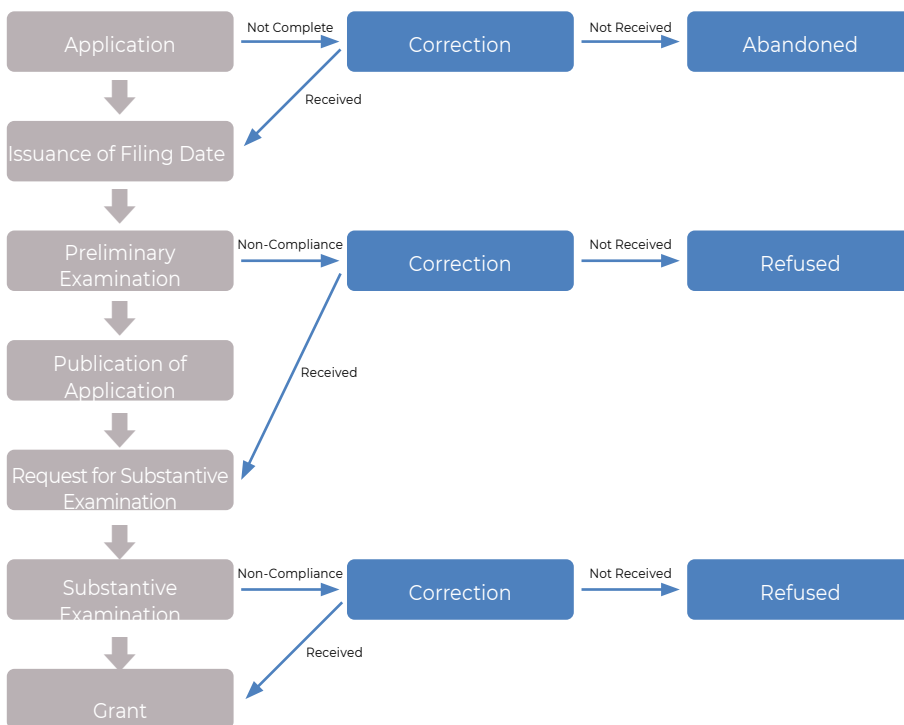 Application
Not Complete
Correction
Not Received
Abandoned
Received
Issuance of Filing Date
Preliminary
Examination
Non-Compliance
Correction
Not Received
Refused
Publication of
Application
Received
Request for Substantive
Examination
Substantive
Examination
Non-Compliance
Correction
Not Received
Refused
Received
Grant